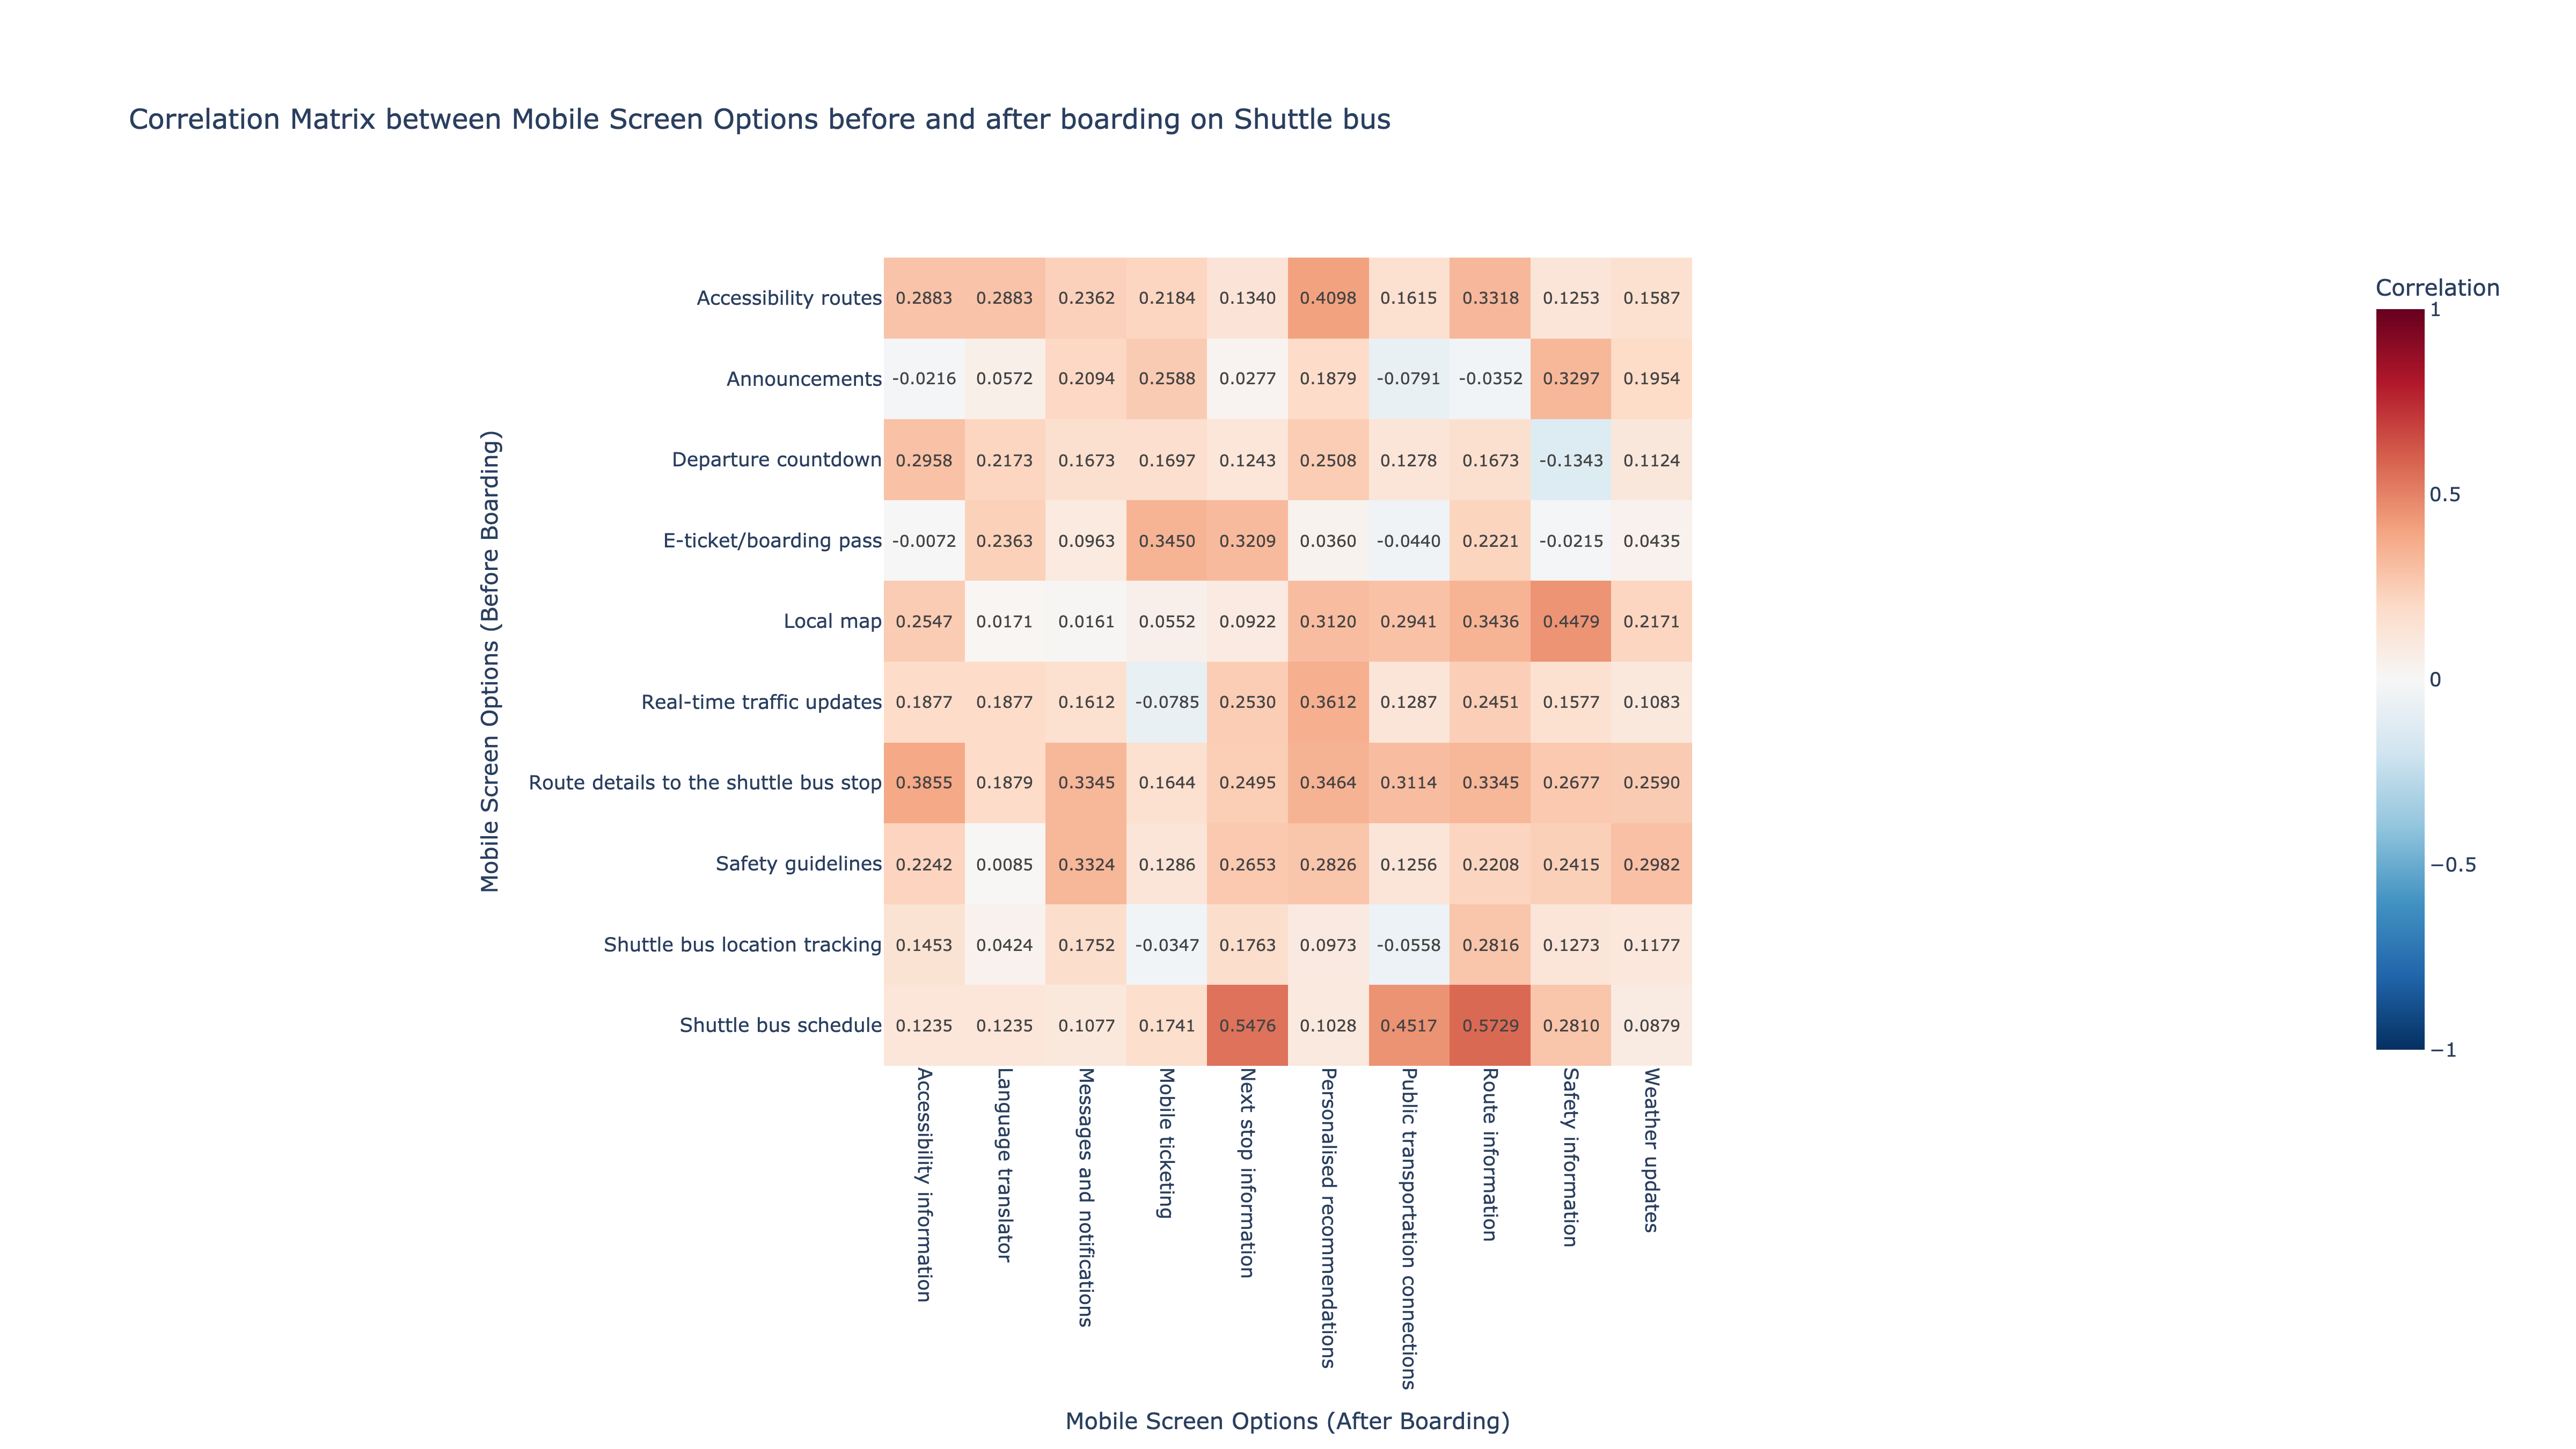 Correlation Matrix between Mobile Screen Options before and after boarding on Shuttle bus
Mobile Screen Options (Before Boarding)
Accessibility routes 0.2883 0.2883 0.2362 0.2184 0.1340 0.4098 0.1615 0.3318 0.1253 0.1587
Announcements -0.0216 0.0572 0.2094 0.2588 0.0277 0.1879 -0.0791 -0.0352 0.3297 0.1954
Departure countdown 0.2958 0.2173 0.1673 0.1697 0.1243 0.2508 0.1278 0.1673 -0.1343 0.1124
E-ticket/boarding pass -0.0072 0.2363 0.0963 0.3450 0.3209 0.0360 -0.0440 0.2221 -0.0215 0.0435
Local map 0.2547 0.0171 0.0161 0.0552 0.0922 0.3120 0.2941 0.3436 0.4479 0.2171
Real-time traffic updates 0.1877 0.1877 0.1612 -0.0785 0.2530 0.3612 0.1287 0.2451 0.1577 0.1083
Route details to the shuttle bus stop 0.3855 0.1879 0.3345 0.1644 0.2495 0.3464 0.3114 0.3345 0.2677 0.2590
Safety guidelines 0.2242 0.0085 0.3324 0.1286 0.2653 0.2826 0.1256 0.2208 0.2415 0.2982
Shuttle bus location tracking 0.1453 0.0424 0.1752 -0.0347 0.1763 0.0973 -0.0558 0.2816 0.1273 0.1177
Shuttle bus schedule 0.1235 0.1235 0.1077 0.1741 0.5476 0.1028 0.4517 0.5729 0.2810 0.0879
Accessibility information
Language translator
Messages and notifications
Mobile ticketing
Next stop information
Personalised recommendations
Public transportation connections
Route information
Safety information
Weather updates
Mobile Screen Options (After Boarding)
Correlation
1
0.5
0
−0.5
−1